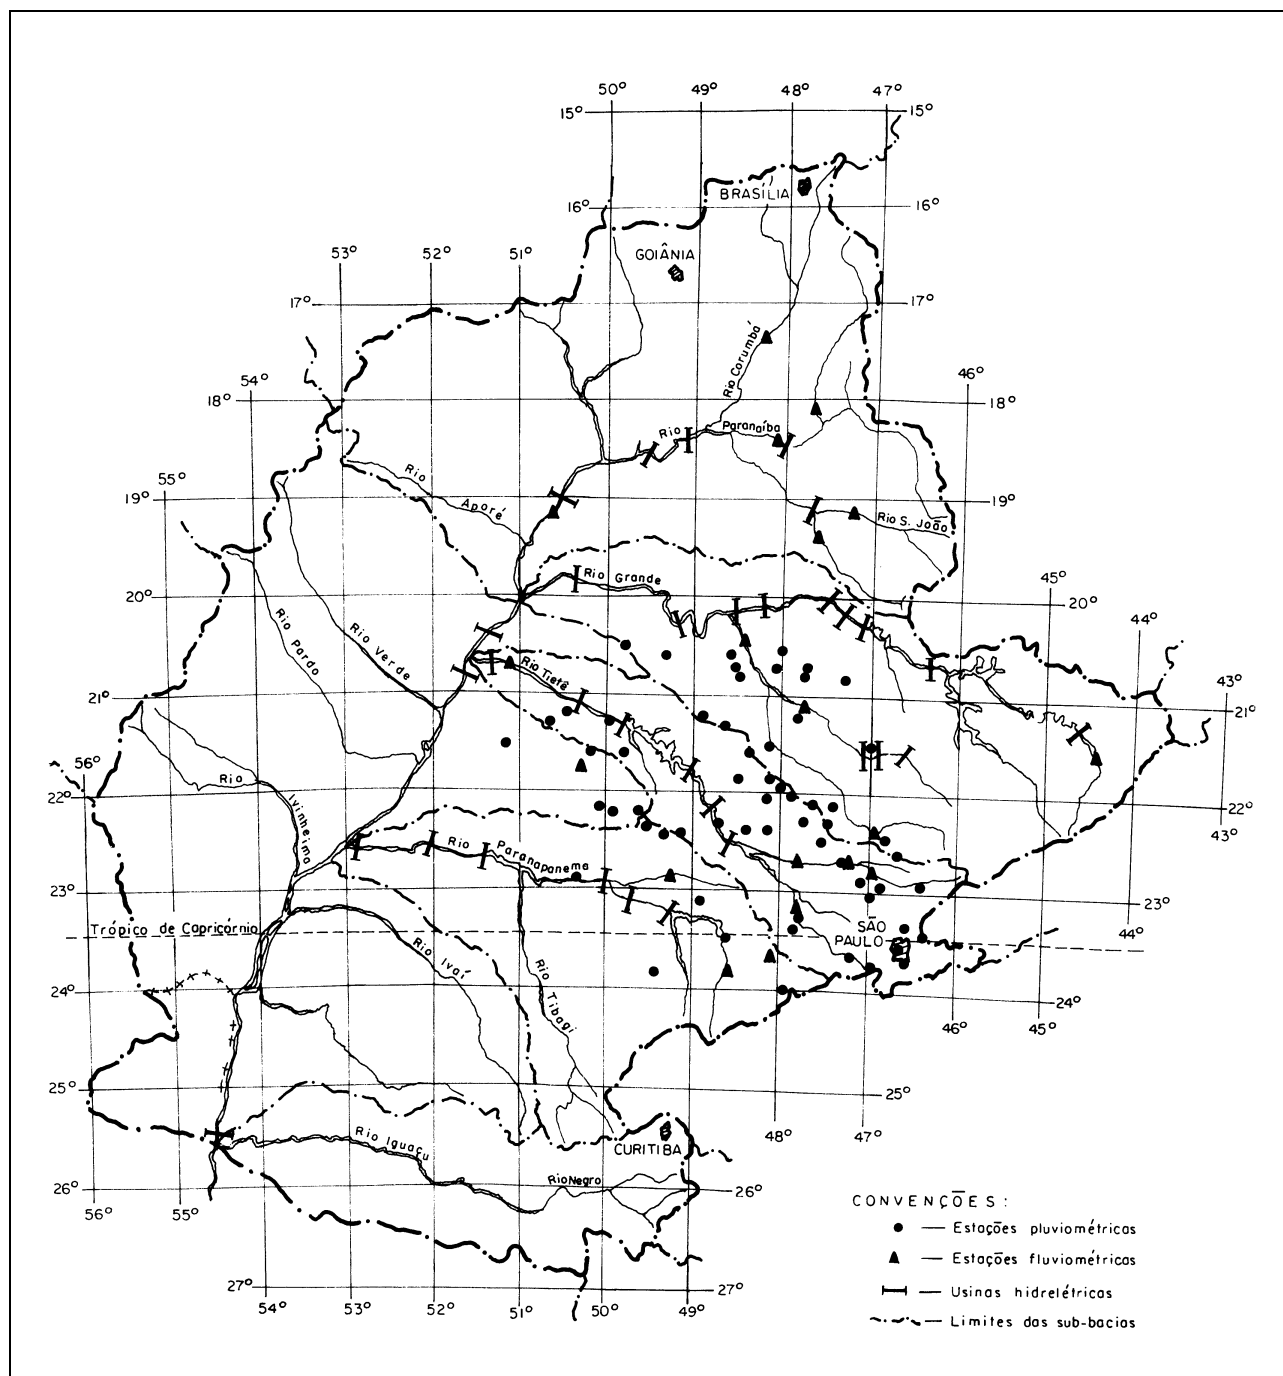 50° 49° 48° 47°
15° 15°
BRASÍLIA
16° 16°
53° 52° 51° GOIÂNIA
17° 17°
Rio Corumbá
54° 46°
18° 18°
Rio Paranaíba
55° Rio
19° Aporé 19°
Rio S. João
Rio Grande 45°
20° 20°
44°
Rio Pardo
Rio Verde
Rio Tietê
21° 43°
21°
56° Rio
22° Ivinheima 22°
43°
Rio Paranapanema
23° 23°
Trópico de Capricórnio SÃO 44°
PAULO
Rio Ivaí
Rio Tibagi
24° 24°
46° 45°
25° 25°
48° 47°
Rio Iguaçu CURITIBA
Rio Negro
26° 26°
56° 55°
27° 27°
54° 53° 52° 51° 50° 49°
CONVENÇÕES:
Estações pluviométricas
Estações fluviométricas
Usinas hidrelétricas
Limites das sub-bacias